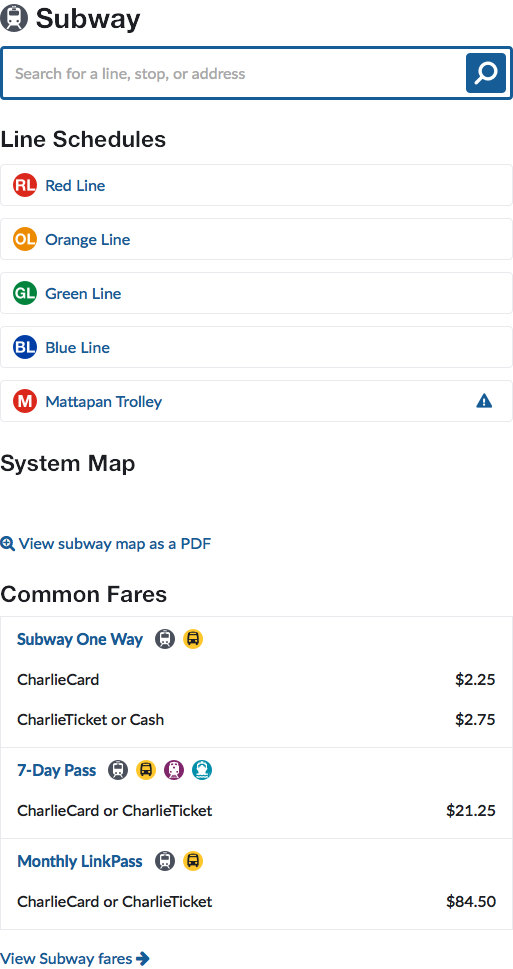 Subway
Search for a line, stop, or address
Line Schedules
RL Red Line
OL Orange Line
GL Green Line
BL Blue Line
M Mattapan Trolley
System Map
View subway map as a PDF
Common Fares
Subway One Way
CharlieCard $2.25
CharlieTicket or Cash $2.75
7-Day Pass
CharlieCard or CharlieTicket $21.25
Monthly LinkPass
CharlieCard or CharlieTicket $84.50
View Subway fares